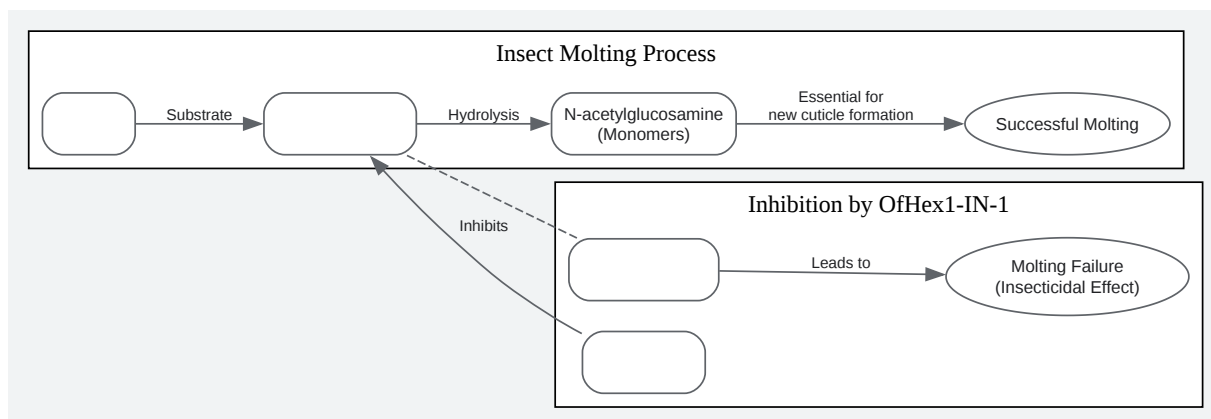 Insect Molting Process
Substrate
Hydrolysis
N-acetylglucosamine
(Monomers)
Essential for
new cuticle formation
Successful Molting
Inhibition by OfHex1-IN-1
Inhibits
Leads to
Molting Failure
(Insecticidal Effect)